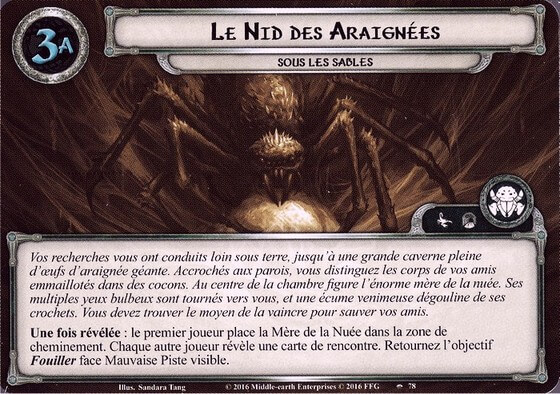 3A
LE NID DES ARAIGNÉES
SOUS LES SABLES
Vos recherches vous ont conduits loin sous terre, jusqu'à une grande caverne pleine
d'œufs d'araignée géante. Accrochés aux parois, vous distinguez les corps de vos amis
emmaillotés dans des cocons. Au centre de la chambre figure l'énorme mère de la nuée. Ses
multiples yeux bulbeux sont tournés vers vous, et une écume venimeuse dégouline de ses
crochets. Vous devez trouver le moyen de la vaincre pour sauver vos amis.
Une fois révélée : le premier joueur place la Mère de la Nuée dans la zone de
cheminement. Chaque autre joueur révèle une carte de rencontre. Retournez l'objectif
Fouiller face Mauvaise Piste visible.
Illus. Sandara Tang © 2016 Middle-earth Enterprises © 2016 FFG 78